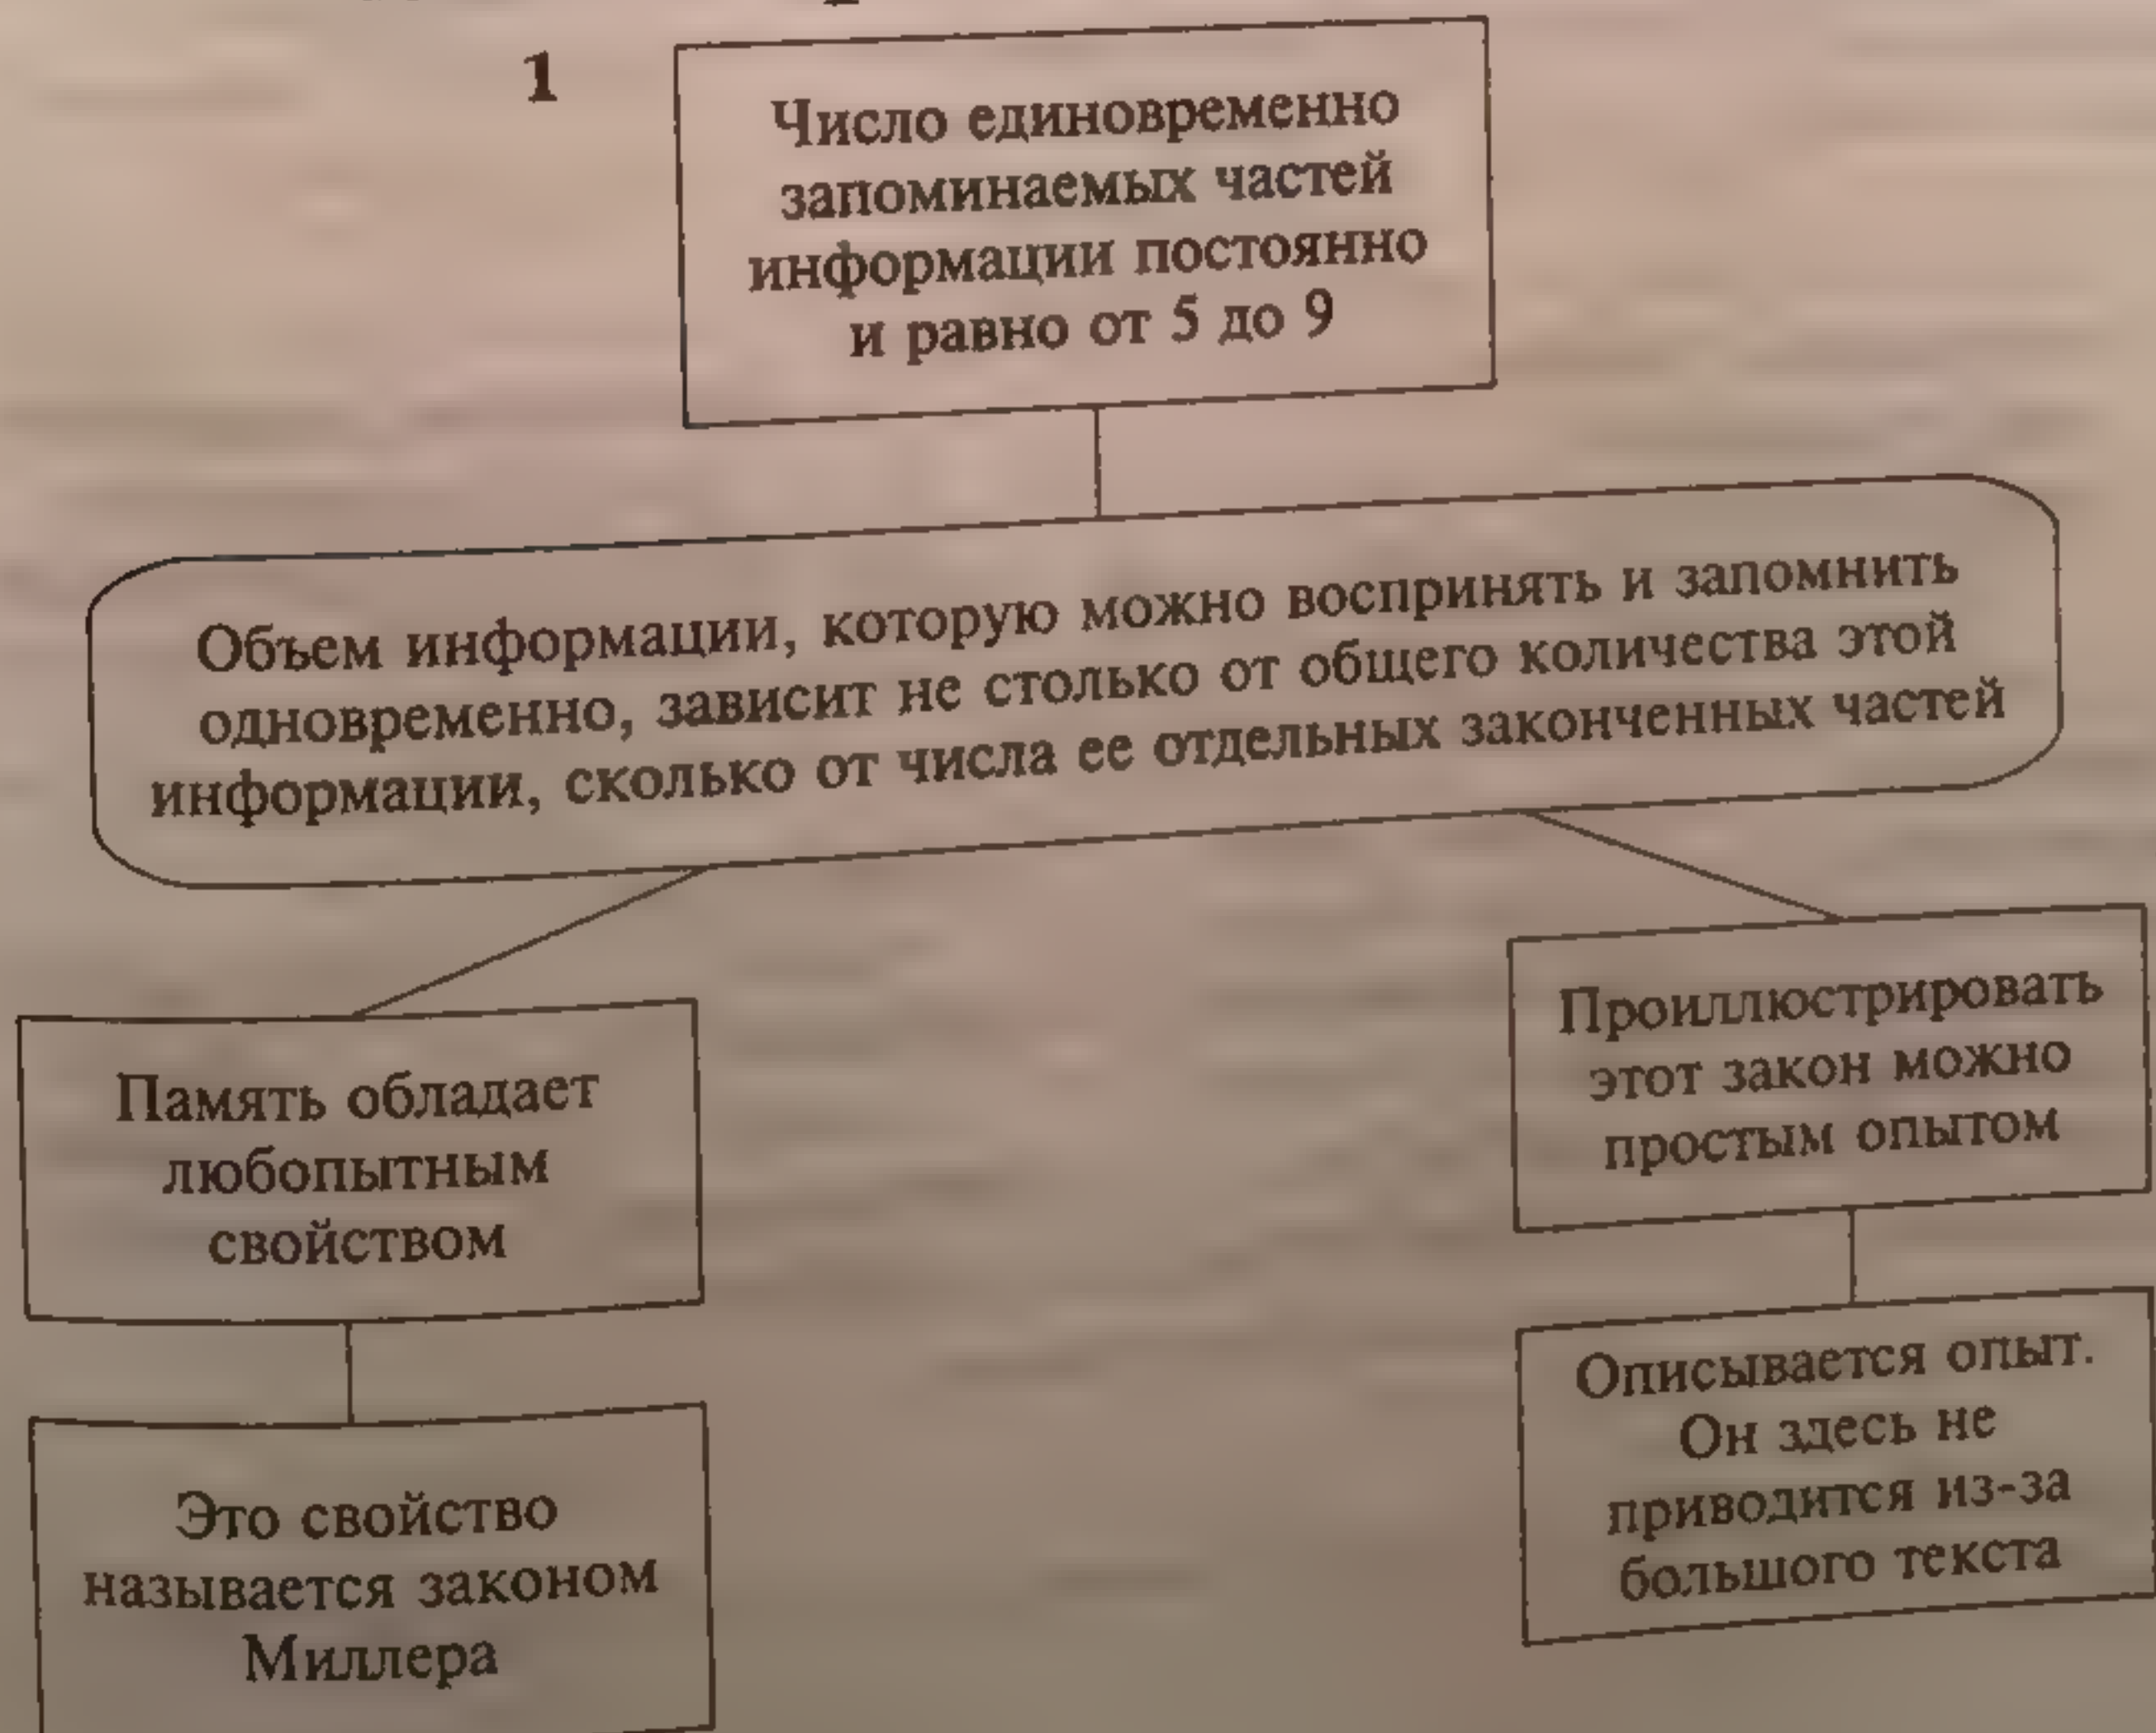 1
Число единовременно
запоминаемых частей
информации постоянно
и равно от 5 до 9
Объем информации, которую можно воспринять и запомнить
одновременно, зависит не столько от общего количества этой
информации, сколько от числа ее отдельных законченных частей
Память обладает
любопытным
свойством
Это свойство
называется законом
Миллера
Проиллюстрировать
этот закон можно
простым опытом
Описывается опыт.
Он здесь не
приводится из-за
большого текста